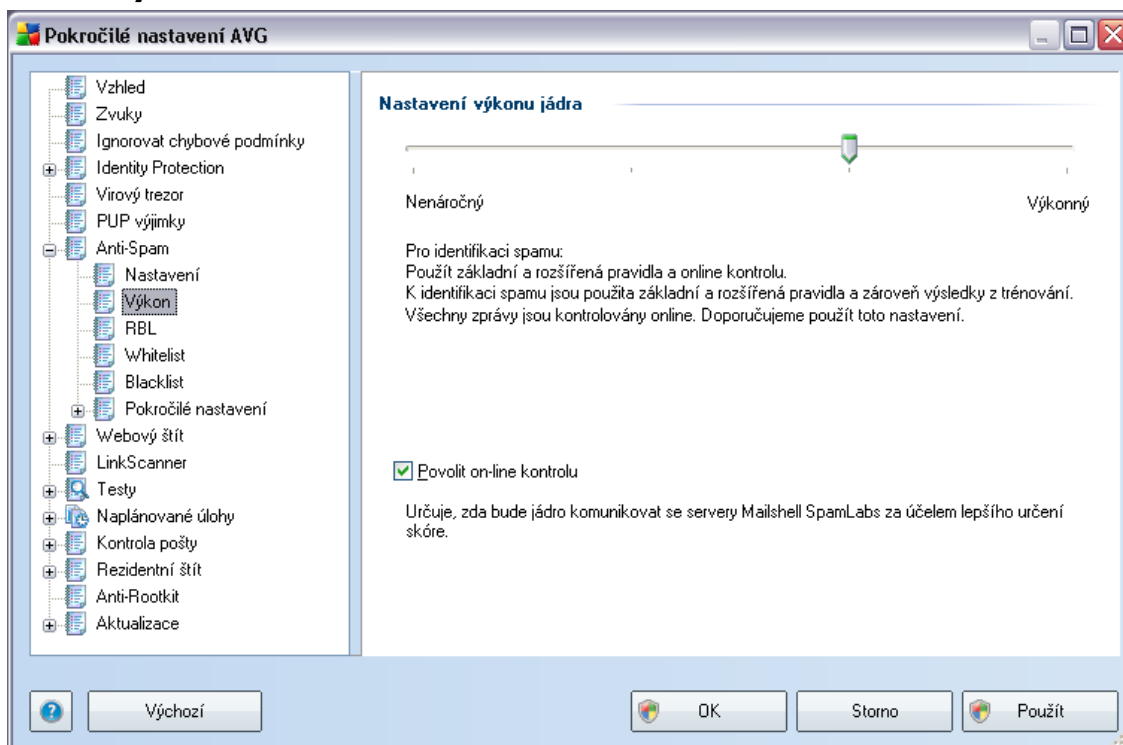 Pokročilé nastavení AVG
Vzhled
Zvuky
Ignorovat chybové podmínky
Identity Protection
Virový trezor
PUP výjimky
Anti-Spam
Nastavení
Výkon
RBL
Whitelist
Blacklist
Pokročilé nastavení
Webový štít
LinkScanner
Testy
Naplánované úlohy
Kontrola pošty
Rezidentní štít
Anti-Rootkit
Aktualizace
Nastavení výkonu jádra
Nenáročný
Výkonný
Pro identifikaci spamu:
Použít základní a rozšířená pravidla a online kontrolu.
K identifikaci spamu jsou použita základní a rozšířená pravidla a zároveň výsledky z trénování.
Všechny zprávy jsou kontrolovány online. Doporučujeme použít toto nastavení.
Povolit on-line kontrolu
Určuje, zda bude jádro komunikovat se servery Mailshell SpamLabs za účelem lepšího určení
skóre.
Výchozí
OK
Storno
Použít